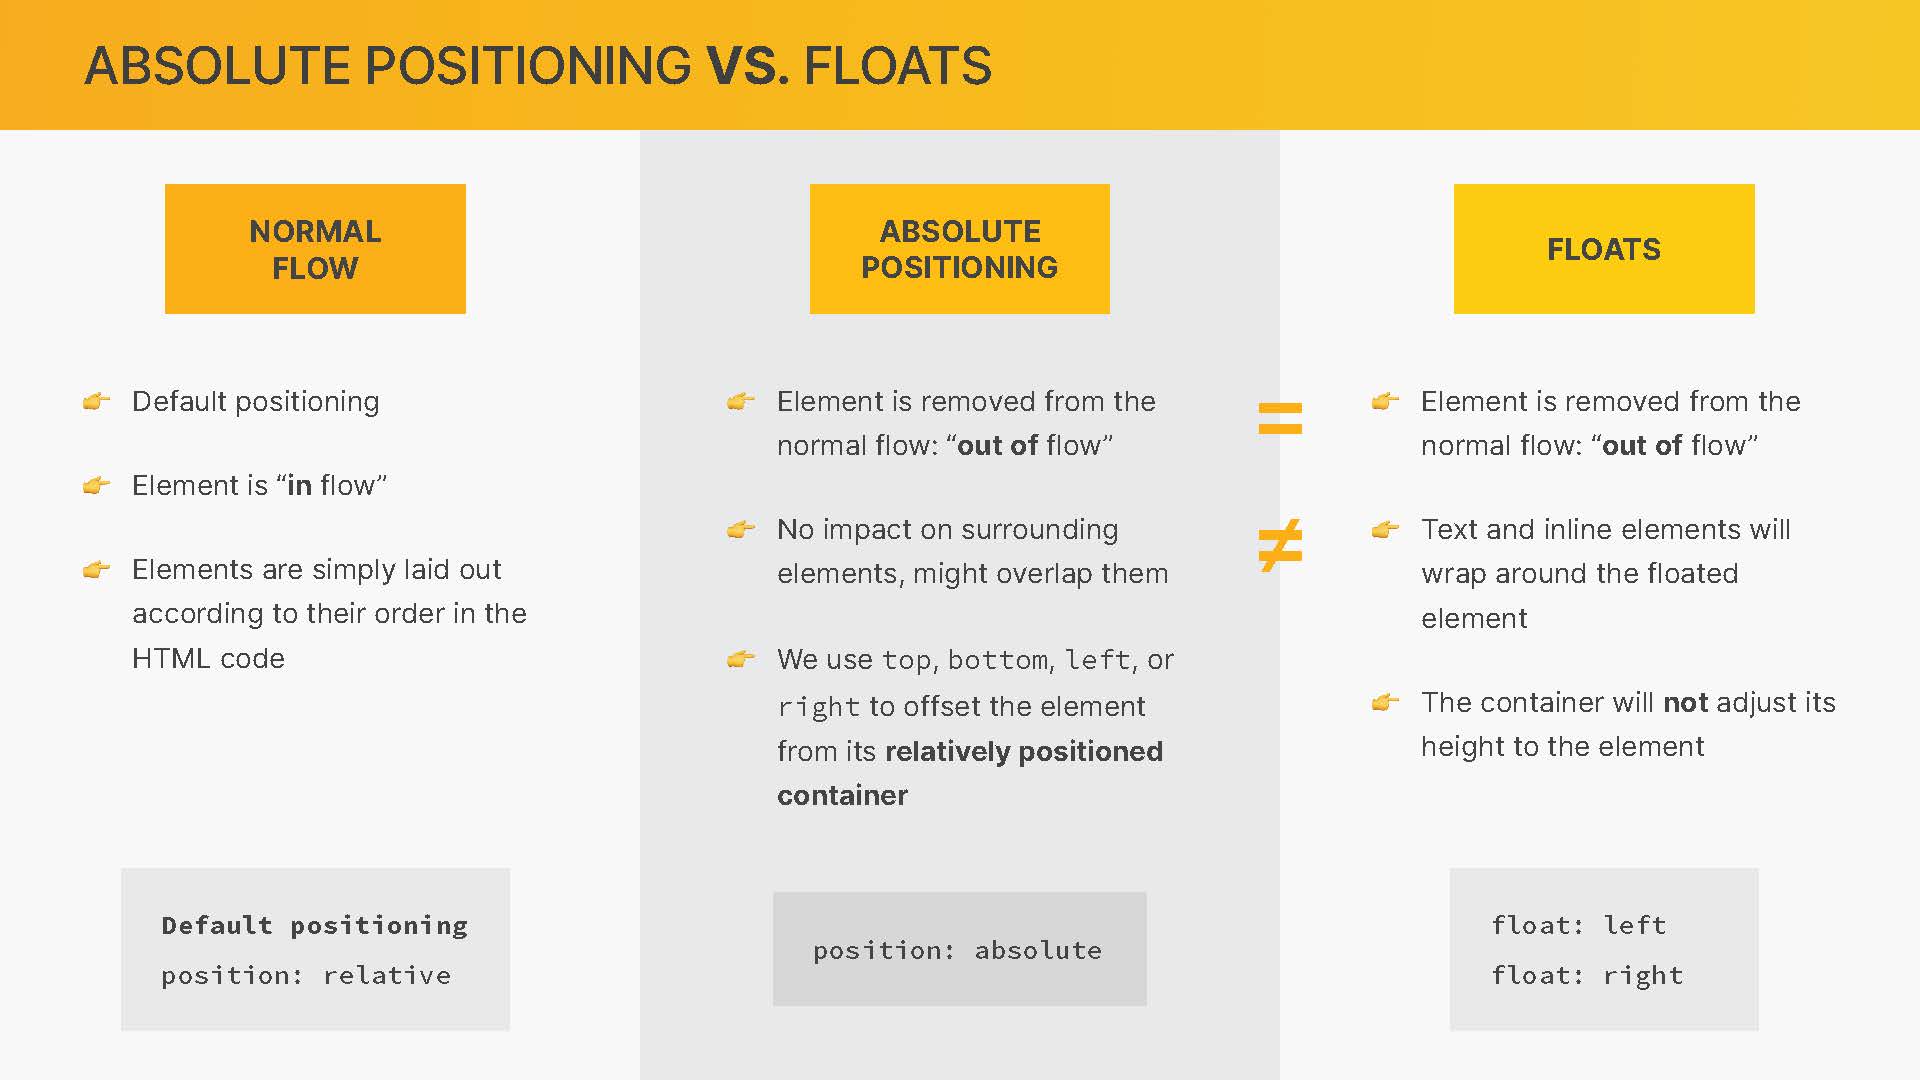 ABSOLUTE POSITIONING VS. FLOATS
NORMAL
FLOW
Default positioning
Element is “in flow”
Elements are simply laid out
according to their order in the
HTML code
Default positioning
position: relative
ABSOLUTE
POSITIONING
Element is removed from the
normal flow: “out of flow”
No impact on surrounding
elements, might overlap them
We use top, bottom, left, or
right to offset the element
from its relatively positioned
container
position: absolute
=
≠
FLOATS
Element is removed from the
normal flow: “out of flow”
Text and inline elements will
wrap around the floated
element
The container will not adjust its
height to the element
float: left
float: right